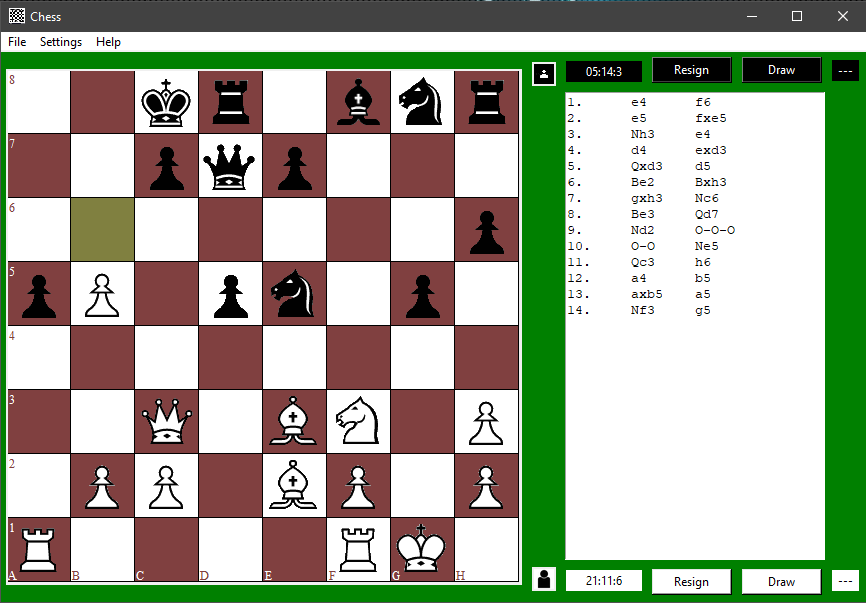 Chess
File Settings Help
05:14:3 Resign Draw ---
1. e4 f6
2. e5 fxe5
3. Nh3 e4
4. d4 exd3
5. Qxd3 d5
6. Be2 Bxh3
7. gxh3 Nc6
8. Be3 Qd7
9. Nd2 O-O-O
10. O-O Ne5
11. Qc3 h6
12. a4 b5
13. axb5 a5
14. Nf3 g5
8
7
6
5
4
3
2
1
A B C D E F G H
21:11:6 Resign Draw ---